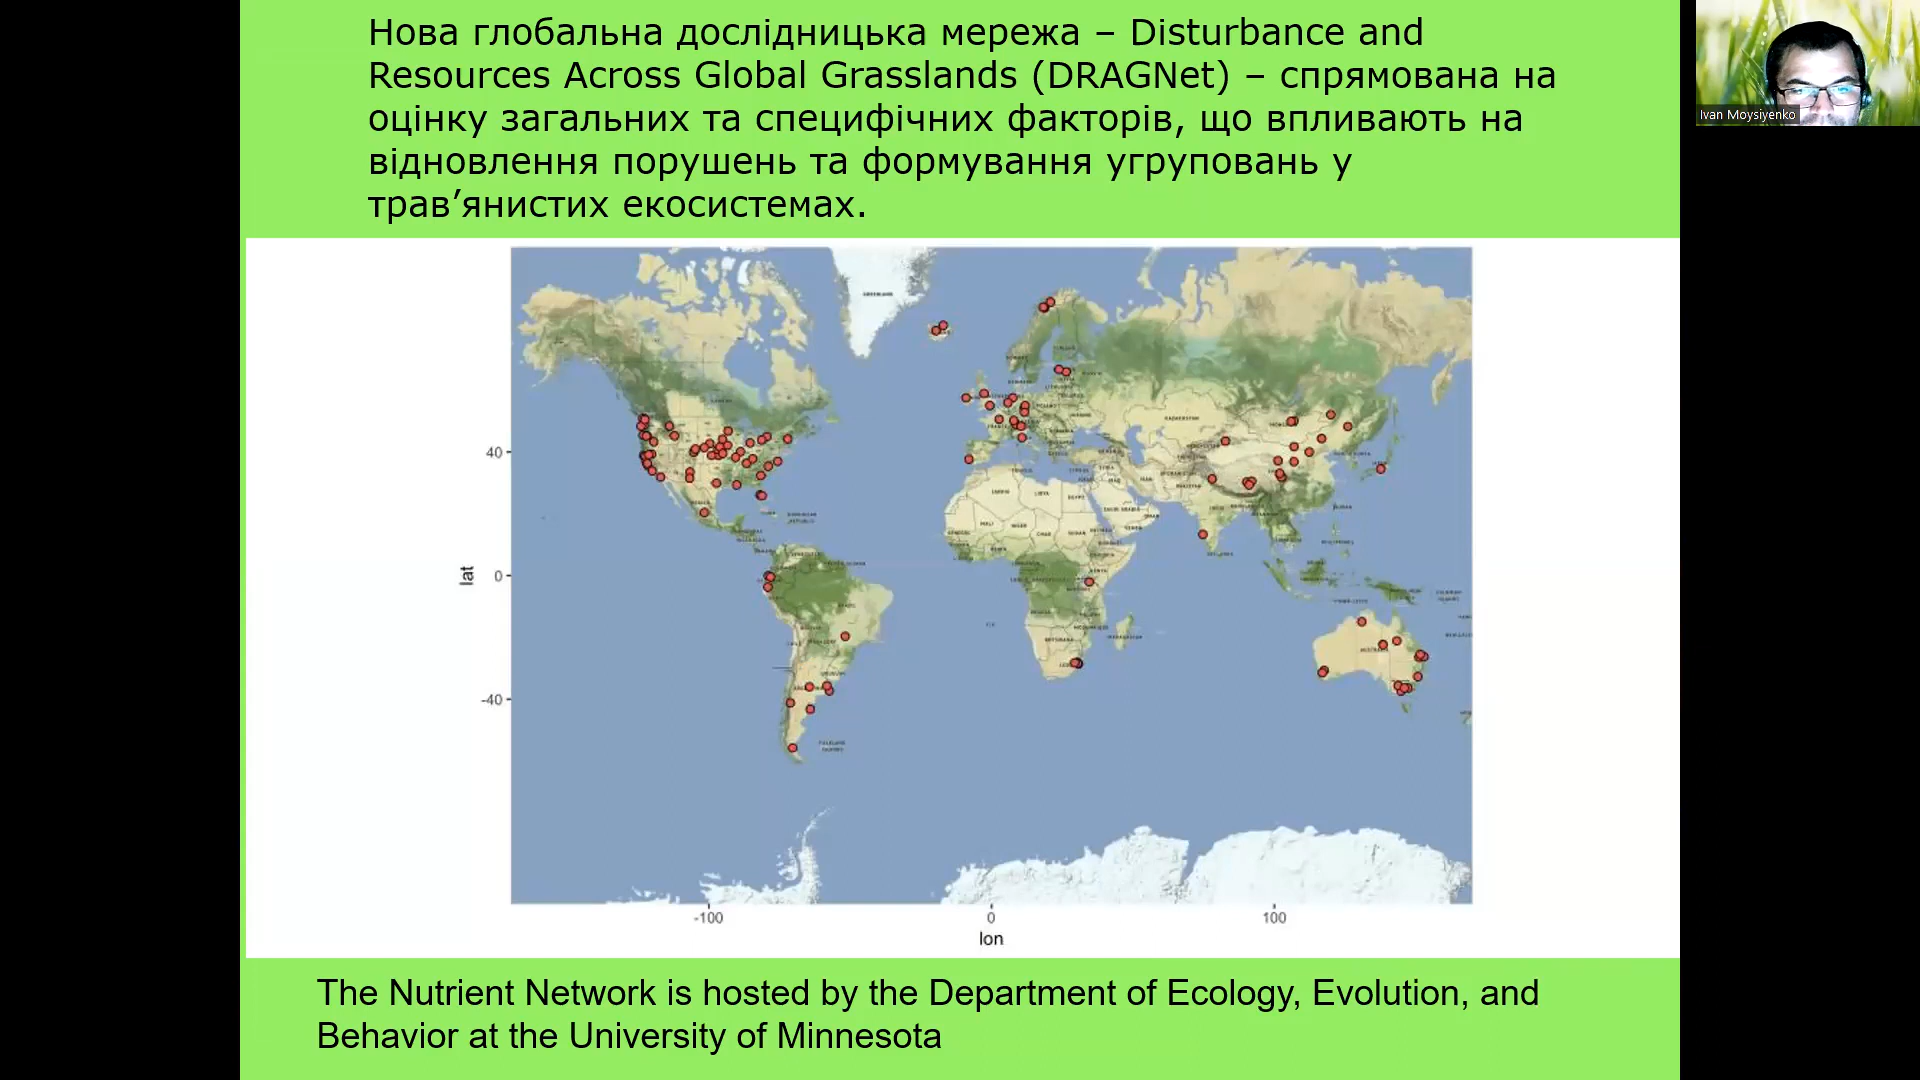 Нова глобальна дослідницька мережа – Disturbance and
Resources Across Global Grasslands (DRAGNet) – спрямована на
оцінку загальних та специфічних факторів, що впливають на
відновлення порушень та формування угруповань у
трав’янистих екосистемах.
Ivan Moysiyenko
GREENLAND
lat
40
0
-40
-100
0
100
lon
The Nutrient Network is hosted by the Department of Ecology, Evolution, and
Behavior at the University of Minnesota